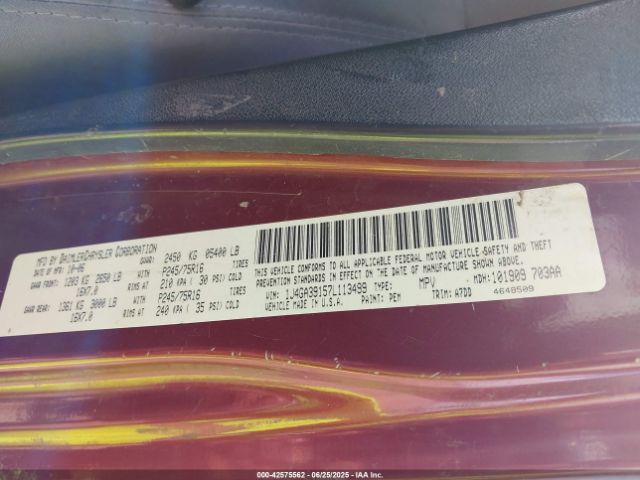 MFD BY DAIMLERCHRYSLER CORPORATION
DATE OF MFR 10-06 GVWR: 2450 KG 05400 LB
GAWR FRONT: 1203 KG 2650 LB WITH TIRES
16X7.0 P245/75R16
RIMS AT 210 KPA ( 30 PSI) COLD
GAWR REAR: 1361 KG 3000 LB WITH TIRES
16X7.0 P245/75R16
RIMS AT 240 KPA ( 35 PSI) COLD
THIS VEHICLE CONFORMS TO ALL APPLICABLE FEDERAL MOTOR VEHICLE SAFETY AND THEFT
PREVENTION STANDARDS IN EFFECT ON THE DATE OF MANUFACTURE SHOWN ABOVE.
VIN: 1J4GA39157L113499 TYPE: MPV MDH: 101909 703AA
VEHICLE MADE IN U.S.A. PAINT: PEM TRIM: A7DD
4648509
000-42575562 - 06/25/2025 - IAA